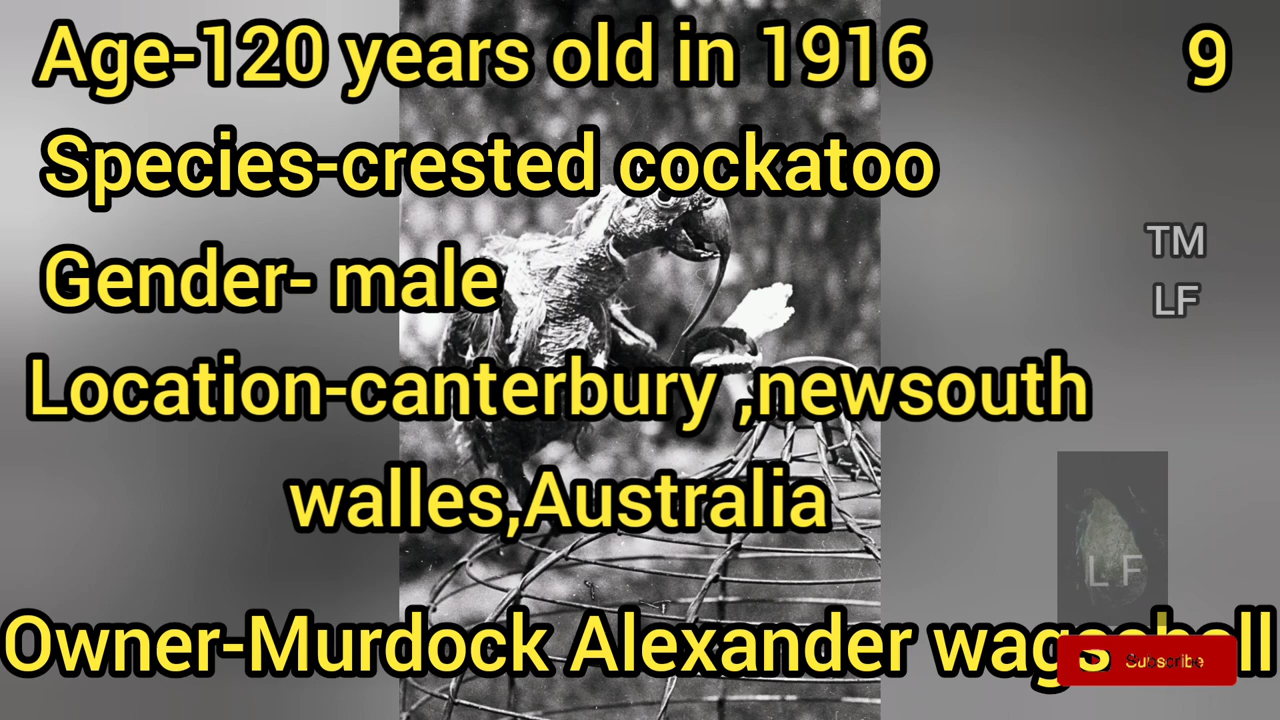 Age-120 years old in 1916
9
Species-crested cockatoo
TM
LF
Gender- male
Location-canterbury ,newsouth
walles,Australia
L F
Owner-Murdock Alexander
S Subscribe